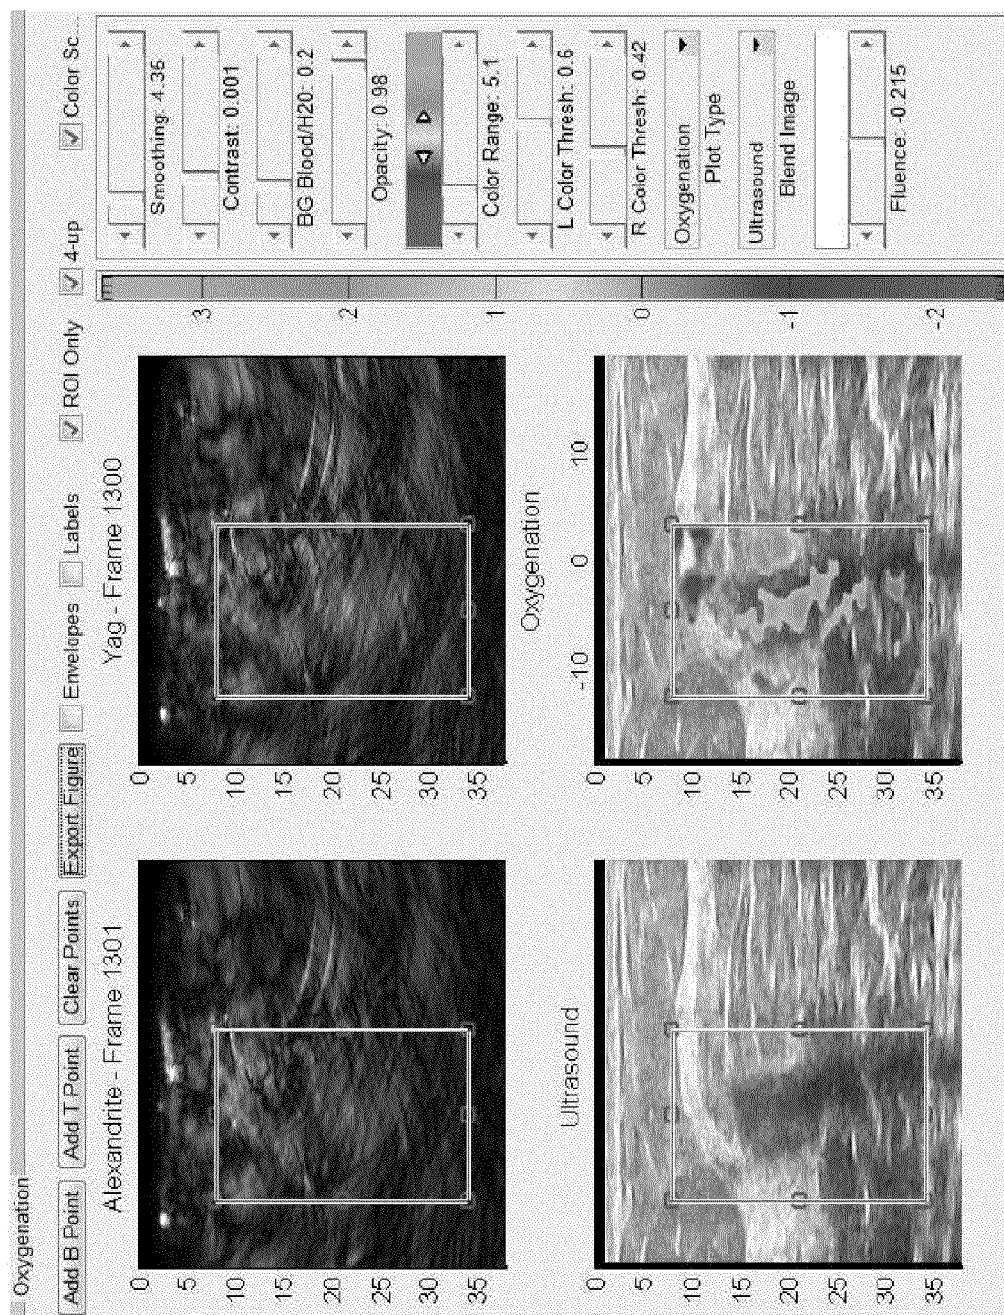 Oxygenation
Add B Point Add T Point Clear Points Export Figure Envelopes Labels ROI Only 4-up Color Sc...
Alexandrite - Frame 1301
0
5
10
15
20
25
30
35
Yag - Frame 1300
0
5
10
15
20
25
30
35
Ultrasound
0
5
10
15
20
25
30
35
Oxygenation
-10 0 10
0
5
10
15
20
25
30
35
3
2
1
0
-1
-2
Smoothing: 4.35
Contrast: 0.001
BG Blood/H20: 0.2
Opacity: 0.98
Color Range: 5.1
L Color Thresh: 0.6
R Color Thresh: 0.42
Oxygenation
Plot Type
Ultrasound
Blend Image
Fluence: -0.215